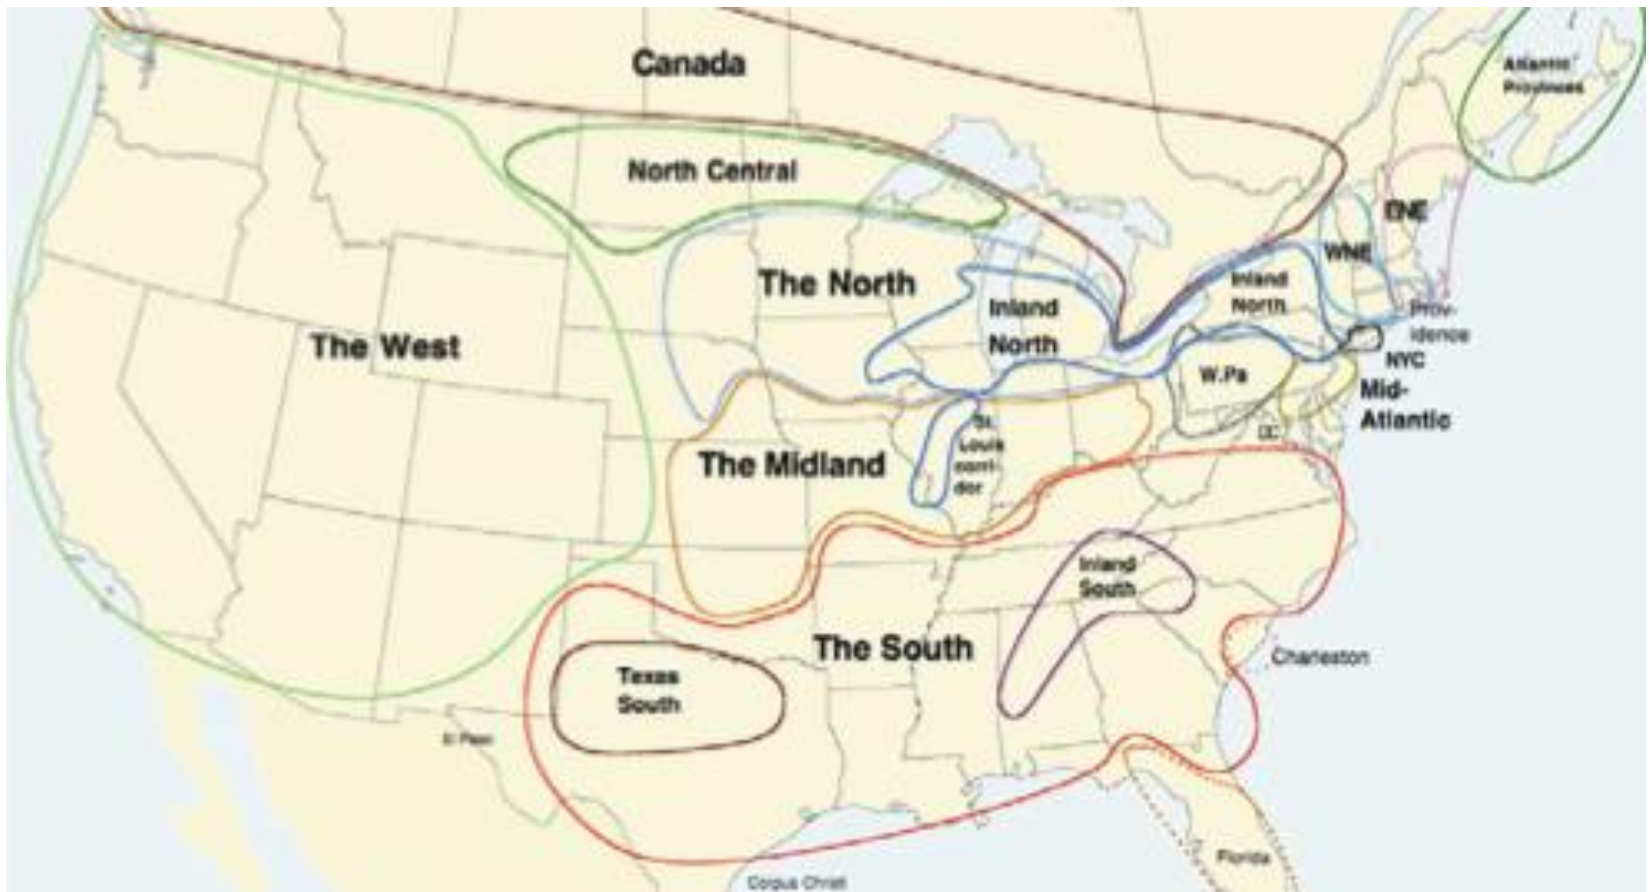 Canada
Atlantic
Provinces
North Central
ENE
WNE
The North
Inland
North
Inland
North
Prov-
idence
The West
NYC
W.Pa
Mid-
Atlantic
DC
St.
Louis
corri-
dor
The Midland
Inland
South
The South
Charleston
Texas
South
El Paso
Florida
Corpus Christi